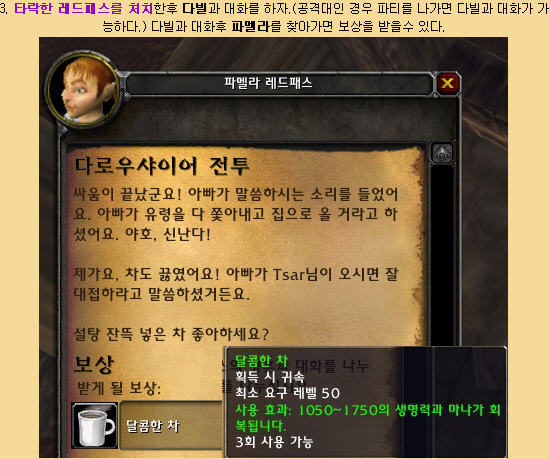 3. 타락한 레드패스를 처치한후 다빌과 대화를 하자.(공격대인 경우 파티를 나가면 다빌과 대화가 가
능하다.) 다빌과 대화후 파멜라를 찾아가면 보상을 받을수 있다.
파멜라 레드패스
다로우샤이어 전투
싸움이 끝났군요! 아빠가 말씀하시는 소리를 들었어
요. 아빠가 유령을 다 쫓아내고 집으로 올 거라고 하
셨어요. 야호, 신난다!
제가요, 차도 끓였어요! 아빠가 Tsar님이 오시면 잘
대접하라고 말씀하셨거든요.
설탕 잔뜩 넣은 차 좋아하세요?
보상
대화를 나누
받게 될 보상:
달콤한 차
달콤한 차
획득 시 귀속
최소 요구 레벨 50
사용 효과: 1050~1750의 생명력과 마나가 회
복됩니다.
3회 사용 가능